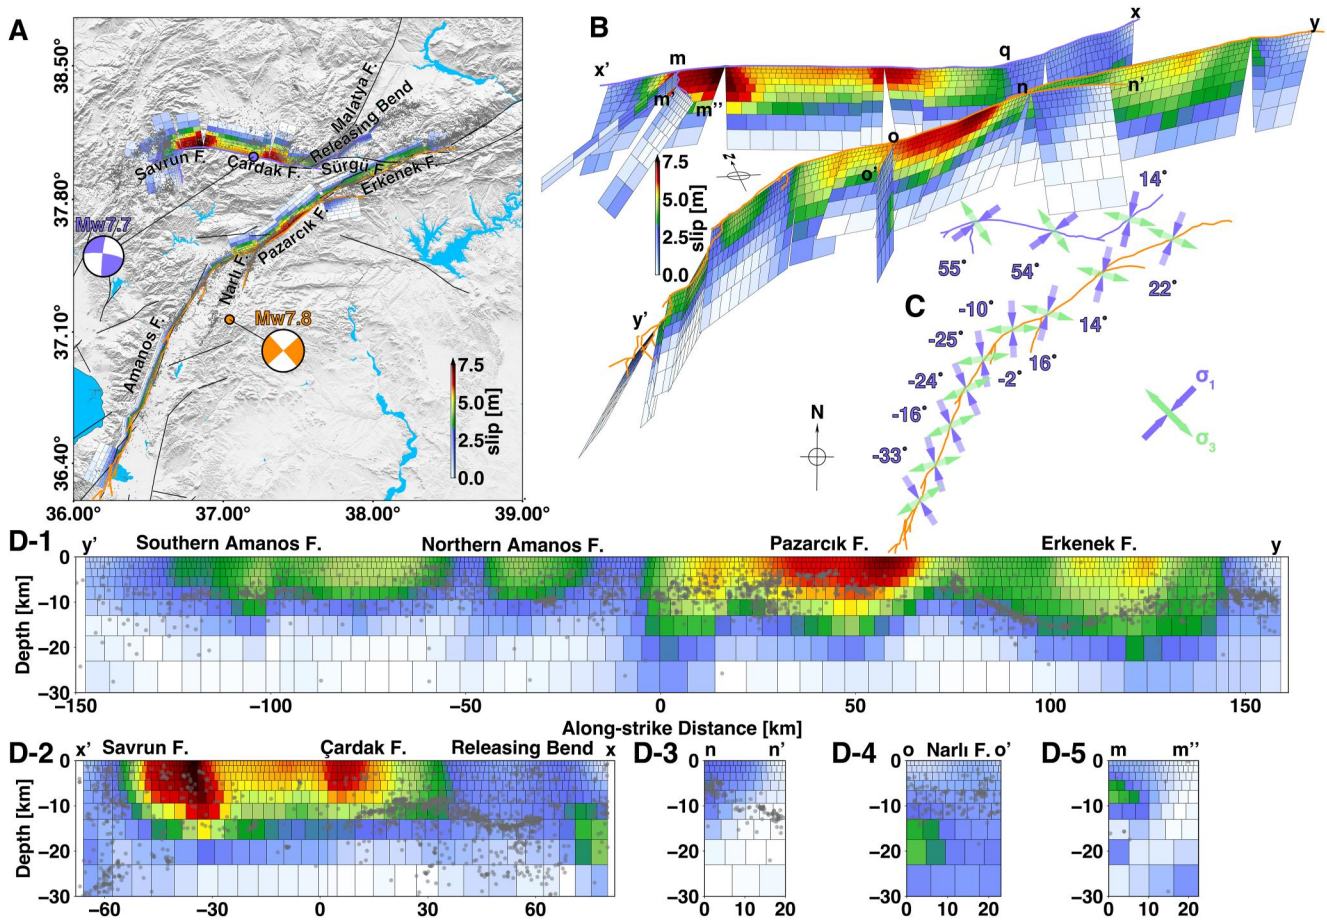 A
38.50°
37.80°
37.10°
36.40°
36.00°
37.00°
38.00°
39.00°
Malatya F.
Releasing Bend
Savrun F.
Çardak F.
Sürgü F.
Erkenek F.
Pazarcık F.
Narlı F.
Amanos F.
Mw7.7
Mw7.8
7.5
5.0
2.5
0.0
slip [m]
B
x'
m
m'
m''
q
x
y
n
n'
o
o'
y'
z
7.5
5.0
2.5
0.0
slip [m]
C
14°
55°
54°
22°
-10°
14°
-25°
16°
-2°
-24°
-16°
-33°
N
σ1
σ3
D-1
y' Southern Amanos F. Northern Amanos F. Pazarcık F. Erkenek F. y
Depth [km]
0
−10
−20
−30
−150 −100 −50 0 50 100 150
Along-strike Distance [km]
D-2
x' Savrun F. Çardak F. Releasing Bend x
Depth [km]
0
−10
−20
−30
−60 −30 0 30 60
D-3
n n'
0
−10
−20
−30
0 10 20
D-4
o Narlı F. o'
0
−10
−20
−30
0 10 20
D-5
m m''
0
−10
−20
−30
0 10 20